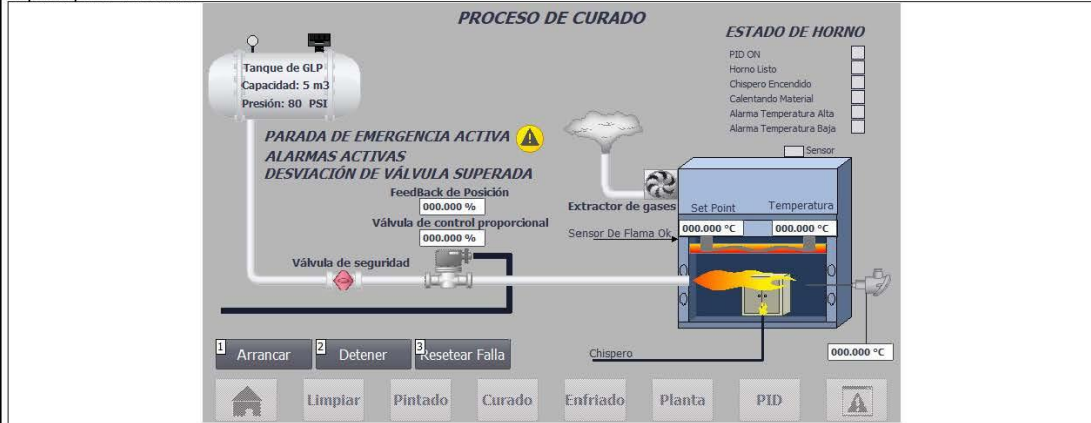 PROCESO DE CURADO
ESTADO DE HORNO
PID ON
Horno Listo
Chispero Encendido
Calentando Material
Alarma Temperatura Alta
Alarma Temperatura Baja
Sensor
Tanque de GLP
Capacidad: 5 m3
Presión: 80 PSI
PARADA DE EMERGENCIA ACTIVA
ALARMAS ACTIVAS
DESVIACIÓN DE VÁLVULA SUPERADA
FeedBack de Posición
000.000 %
Válvula de control proporcional
000.000 %
Válvula de seguridad
Extractor de gases
Sensor De Flama Ok
Set Point
Temperatura
000.000 °C
000.000 °C
000.000 °C
Chispero
1 Arrancar
2 Detener
3 Resetear Falla
Limpiar
Pintado
Curado
Enfriado
Planta
PID